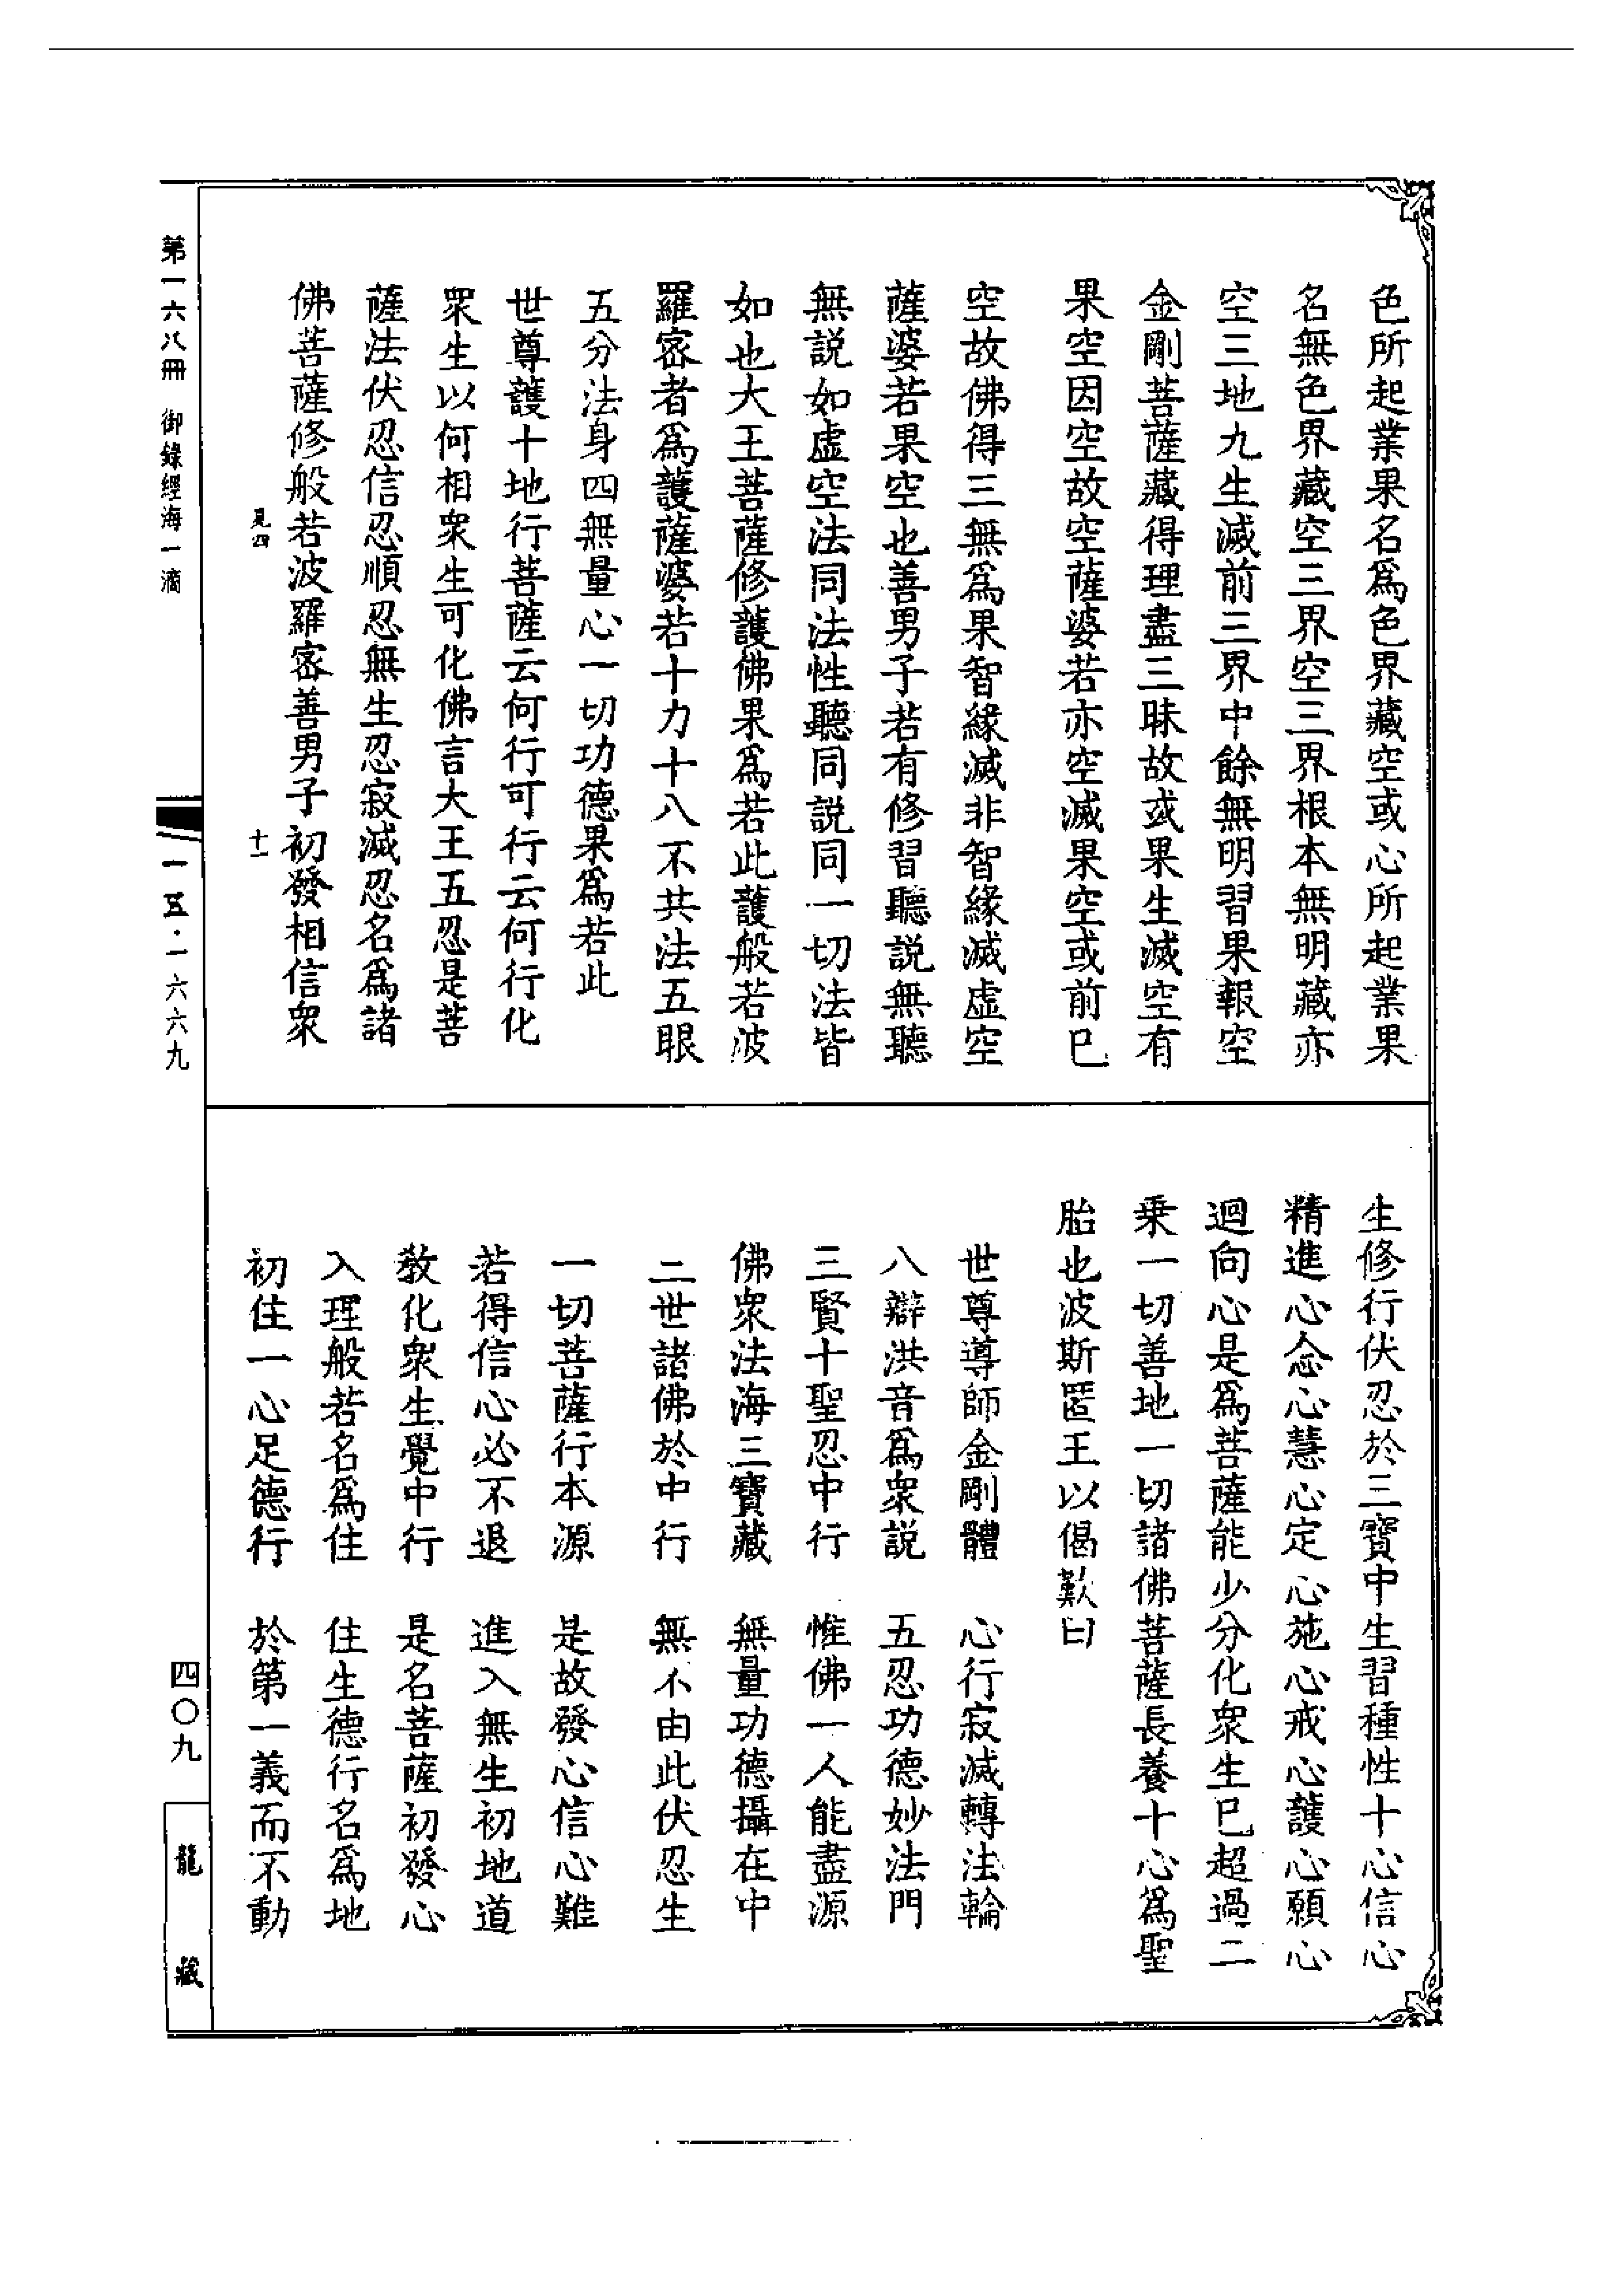 色所起業果名爲色界藏空或心所起業果
名無色界藏空三界空三界根本無明藏亦
空三地九生滅前三界中餘無明習果報空
金剛菩薩藏得理盡三昧故或果生滅空有
果空因空故空薩婆若亦空滅果空或前已
空故佛得三無爲果智緣滅非智緣滅虛空
薩婆若果空也善男子若有修習聽説無聽
無説如虛空法同法性聽同説同一切法皆
如也大王菩薩修護佛果爲若此護般若波
羅密者爲護薩婆若十力十八不共法五眼
五分法身四無量心一切功德果爲若此
世尊護十地行菩薩云何行可行云何行化
衆生以何相衆生可化佛言大王五忍是菩
薩法伏忍信忍順忍無生忍寂滅忍名爲諸
佛菩薩修般若波羅密善男子初發相信衆
見四
十一
生修行伏忍於三寶中生習種性十心信心
精進心念心慧心定心施心戒心護心願心
迴向心是爲菩薩能少分化衆生已超過二
乗一切善地一切諸佛菩薩長養十心爲聖
胎也波斯匿王以偈歎曰
世尊導師金剛體　心行寂滅轉法輪
八辯洪音爲衆説　五忍功德妙法門
三賢十聖忍中行　惟佛一人能盡源
佛衆法海三寶藏　無量功德攝在中
二世諸佛於中行　無不由此伏忍生
一切菩薩行本源　是故發心信心難
若得信心必不退　進入無生初地道
教化衆生覺中行　是名菩薩初發心
入理般若名爲住　住生德行名爲地
初住一心足德行　於第一義而不動
第一六八冊　御錄經海一滴
一五·一六六九
四〇九
龍藏